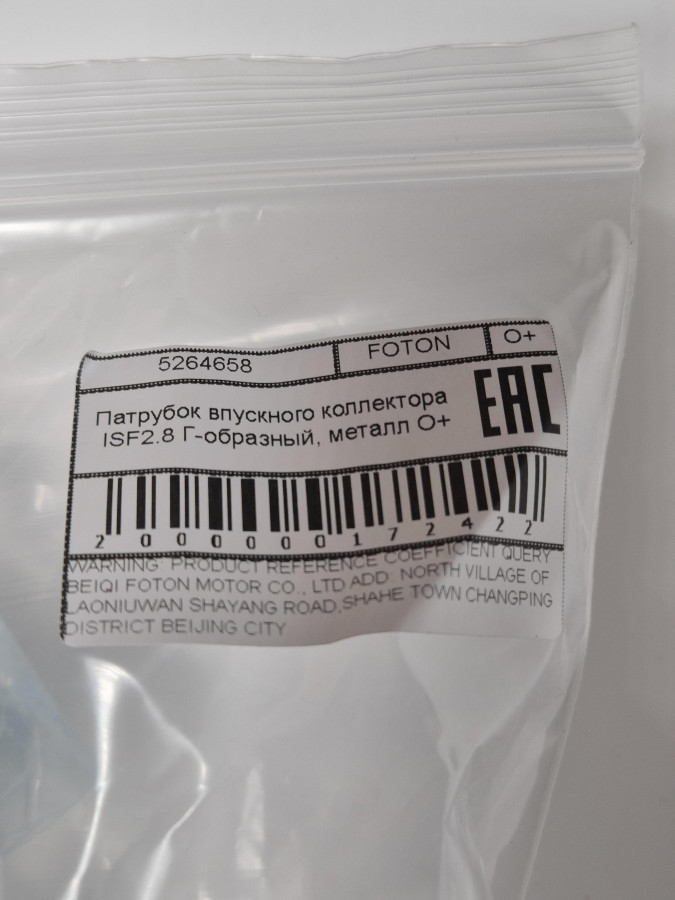 5264658 FOTON O+
Патрубок впускного коллектора
ISF2.8 Г-образный, металл O+
EAC
2000000172422
WARNING PRODUCT REFERENCE COEFFICIENT QUERY
BEIQI FOTON MOTOR CO., LTD ADD NORTH VILLAGE OF
LAONIUWAN SHAYANG ROAD,SHAHE TOWN CHANGPING
DISTRICT BEIJING CITY